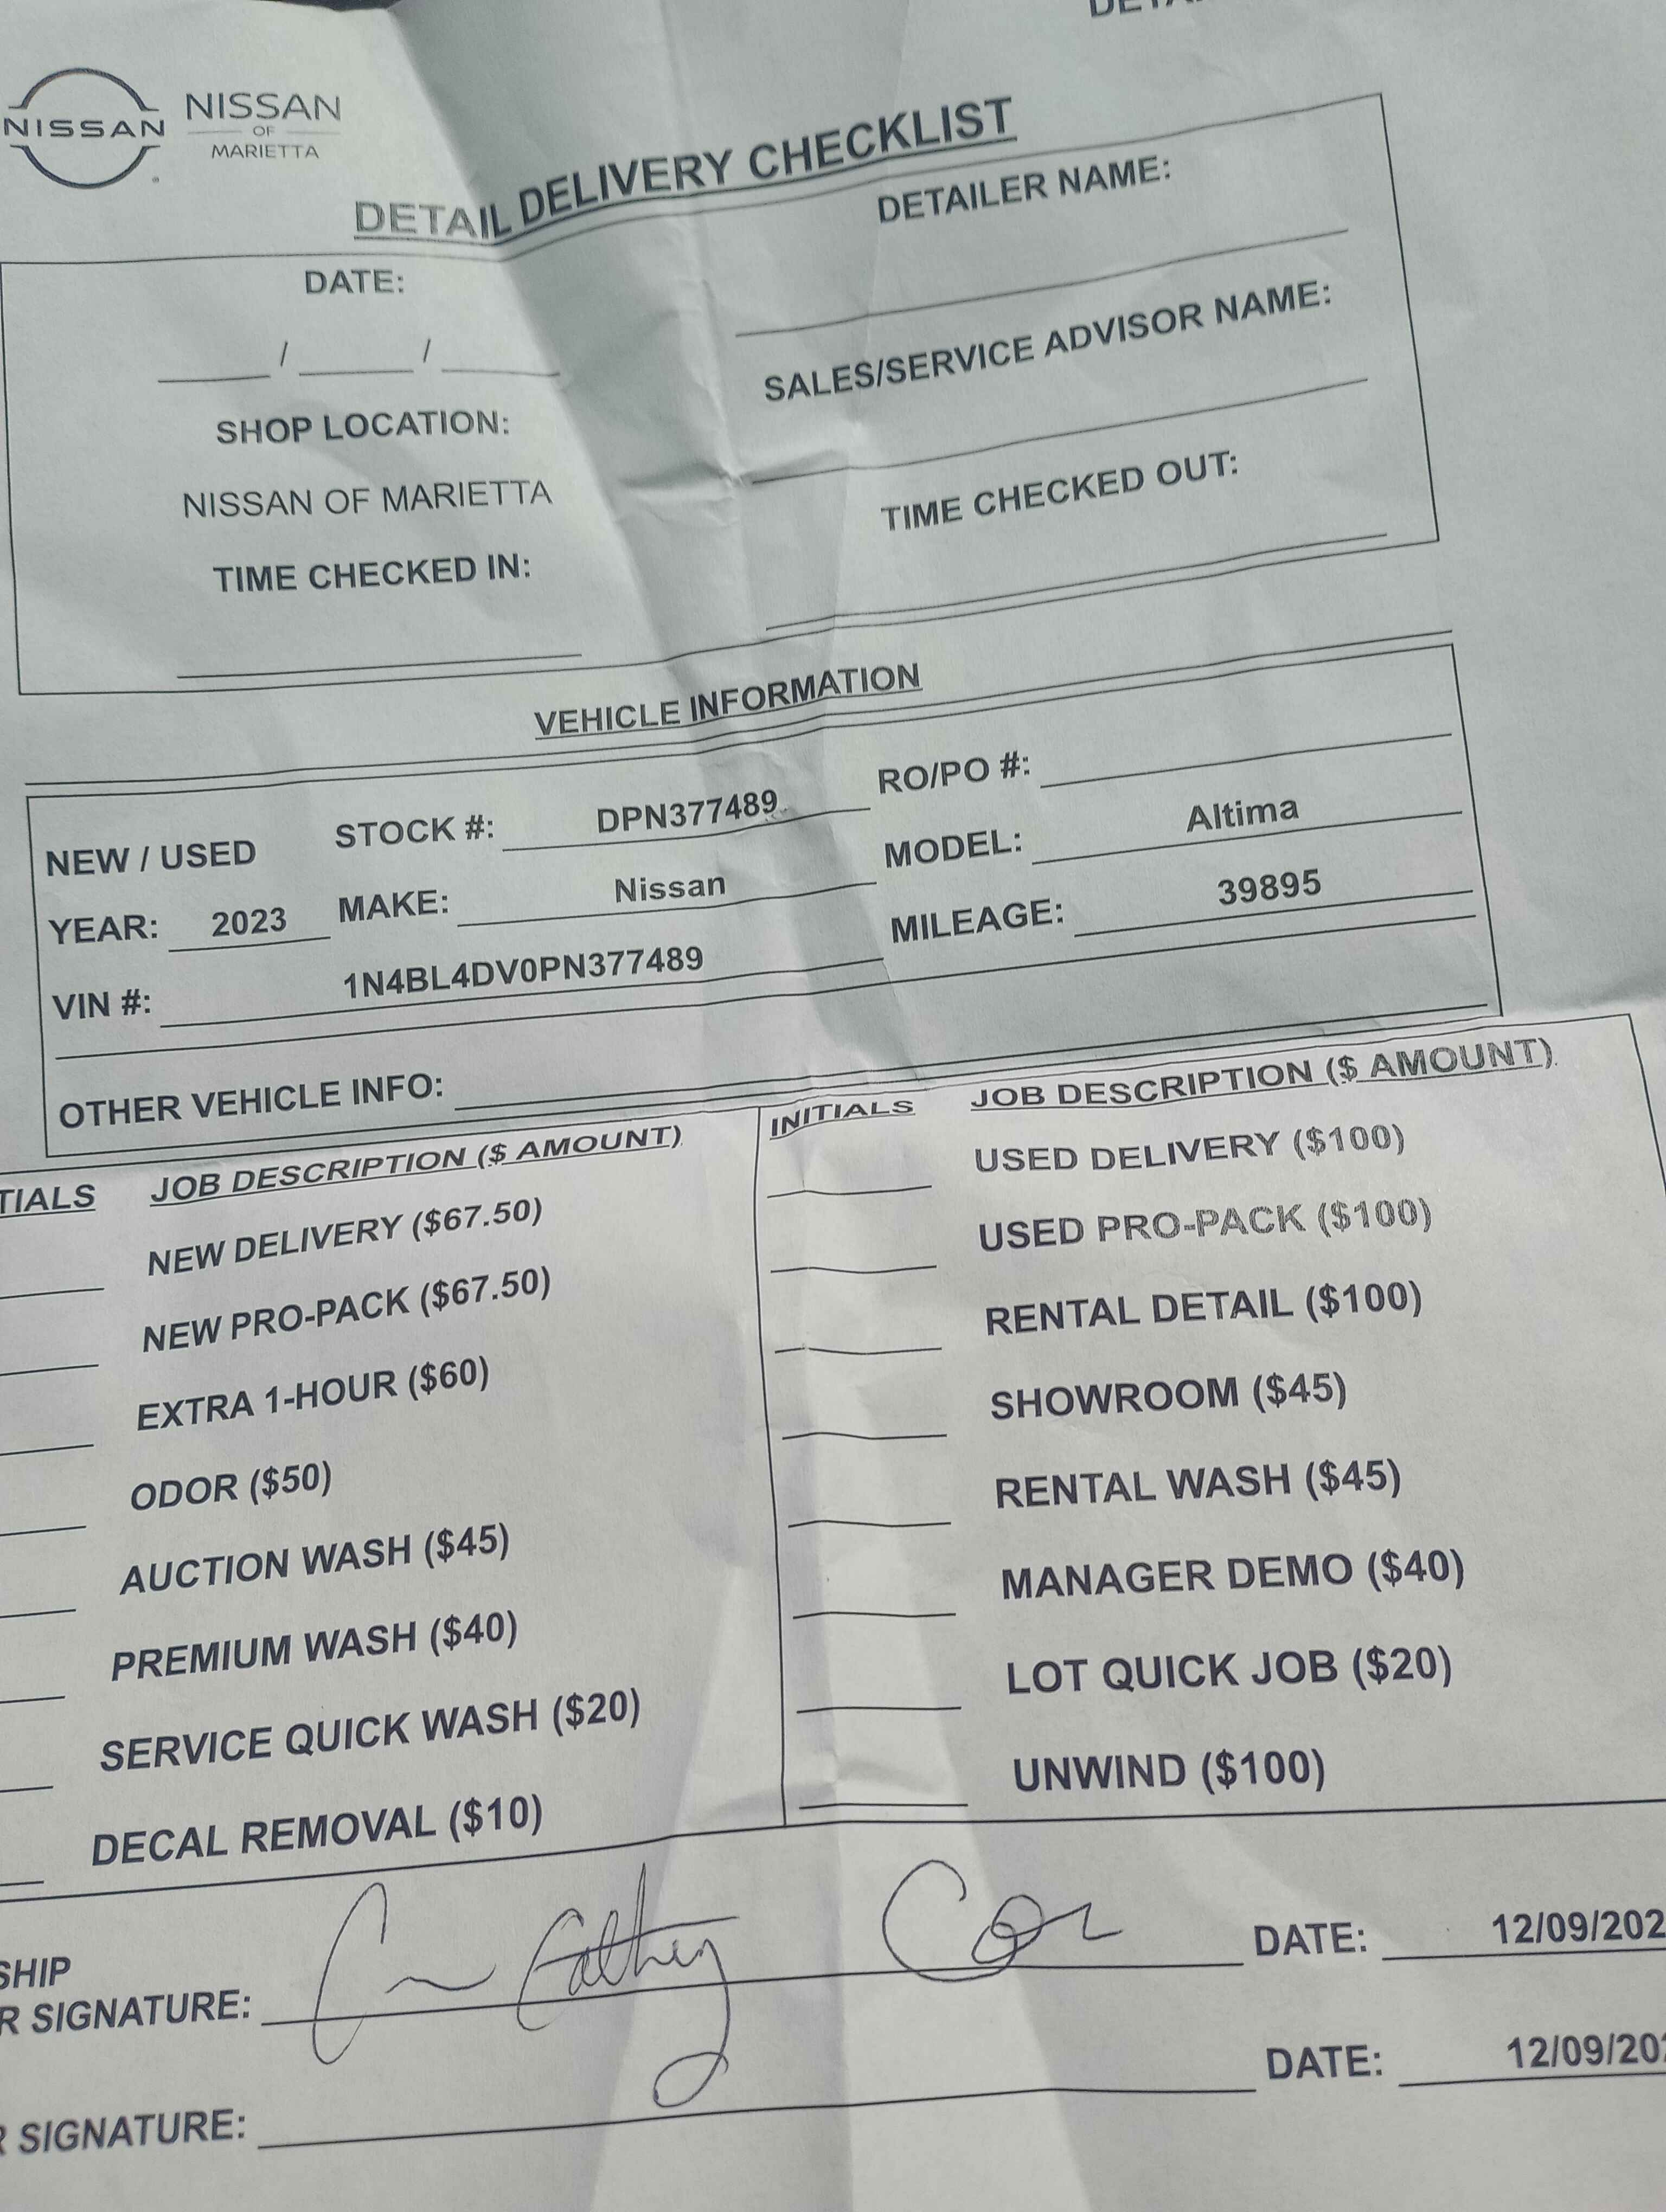 NISSAN
NISSAN
OF
MARIETTA
DETAIL DELIVERY CHECKLIST
DATE:
/ /
SHOP LOCATION:
NISSAN OF MARIETTA
TIME CHECKED IN:
DETAILER NAME:
SALES/SERVICE ADVISOR NAME:
TIME CHECKED OUT:
VEHICLE INFORMATION
NEW / USED STOCK #: DPN377489 RO/PO #:
YEAR: 2023 MAKE: Nissan MODEL: Altima
VIN #: 1N4BL4DV0PN377489 MILEAGE: 39895
OTHER VEHICLE INFO:
TIALS JOB DESCRIPTION ($ AMOUNT)
NEW DELIVERY ($67.50)
NEW PRO-PACK ($67.50)
EXTRA 1-HOUR ($60)
ODOR ($50)
AUCTION WASH ($45)
PREMIUM WASH ($40)
SERVICE QUICK WASH ($20)
DECAL REMOVAL ($10)
INITIALS JOB DESCRIPTION ($ AMOUNT)
USED DELIVERY ($100)
USED PRO-PACK ($100)
RENTAL DETAIL ($100)
SHOWROOM ($45)
RENTAL WASH ($45)
MANAGER DEMO ($40)
LOT QUICK JOB ($20)
UNWIND ($100)
SHIP
R SIGNATURE: DATE: 12/09/202
R SIGNATURE: DATE: 12/09/202